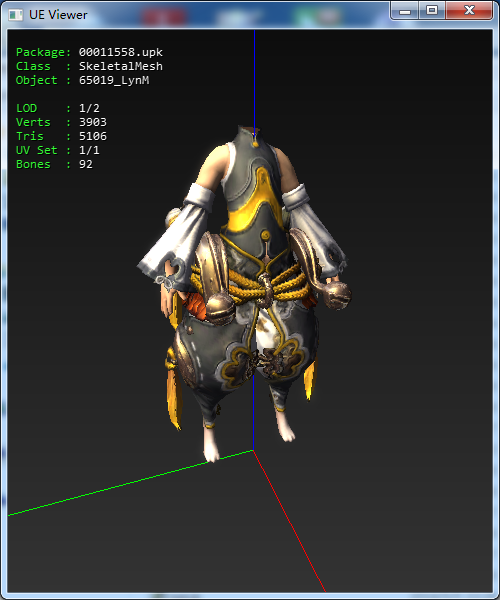 UE Viewer
Package: 00011558.upk
Class : SkeletalMesh
Object : 65019_LynM
LOD : 1/2
Verts : 3903
Tris : 5106
UV Set : 1/1
Bones : 92